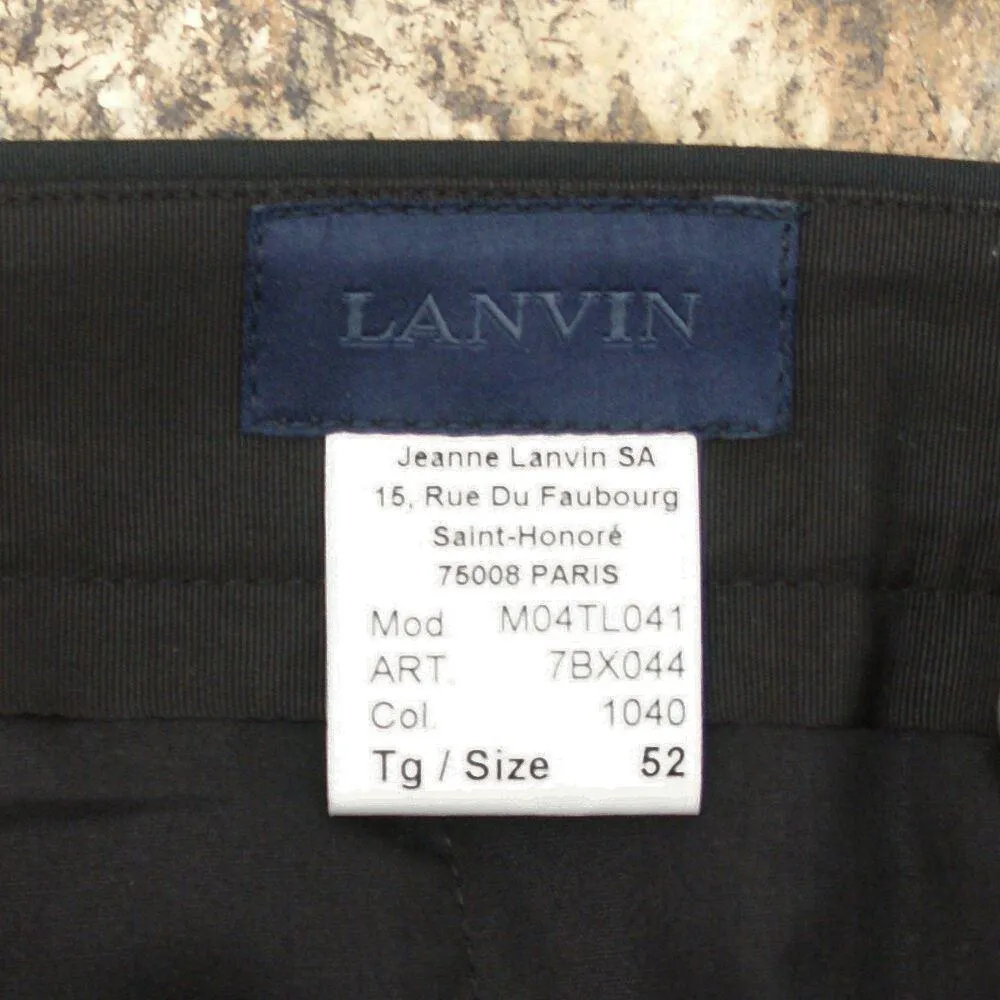 LANVIN
Jeanne Lanvin SA
15, Rue Du Faubourg
Saint-Honoré
75008 PARIS
Mod M04TL041
ART. 7BX044
Col. 1040
Tg / Size 52